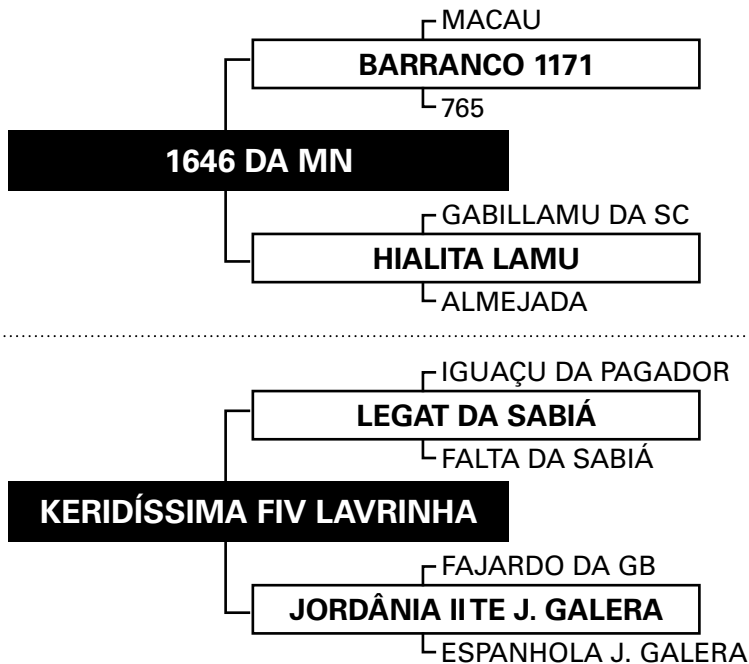 MACAU
BARRANCO 1171
765
1646 DA MN
GABILLAMU DA SC
HIALITA LAMU
ALMEJADA
IGUAÇU DA PAGADOR
LEGAT DA SABIÁ
FALTA DA SABIÁ
KERIDÍSSIMA FIV LAVRINHA
FAJARDO DA GB
JORDÂNIA II TE J. GALERA
ESPANHOLA J. GALERA